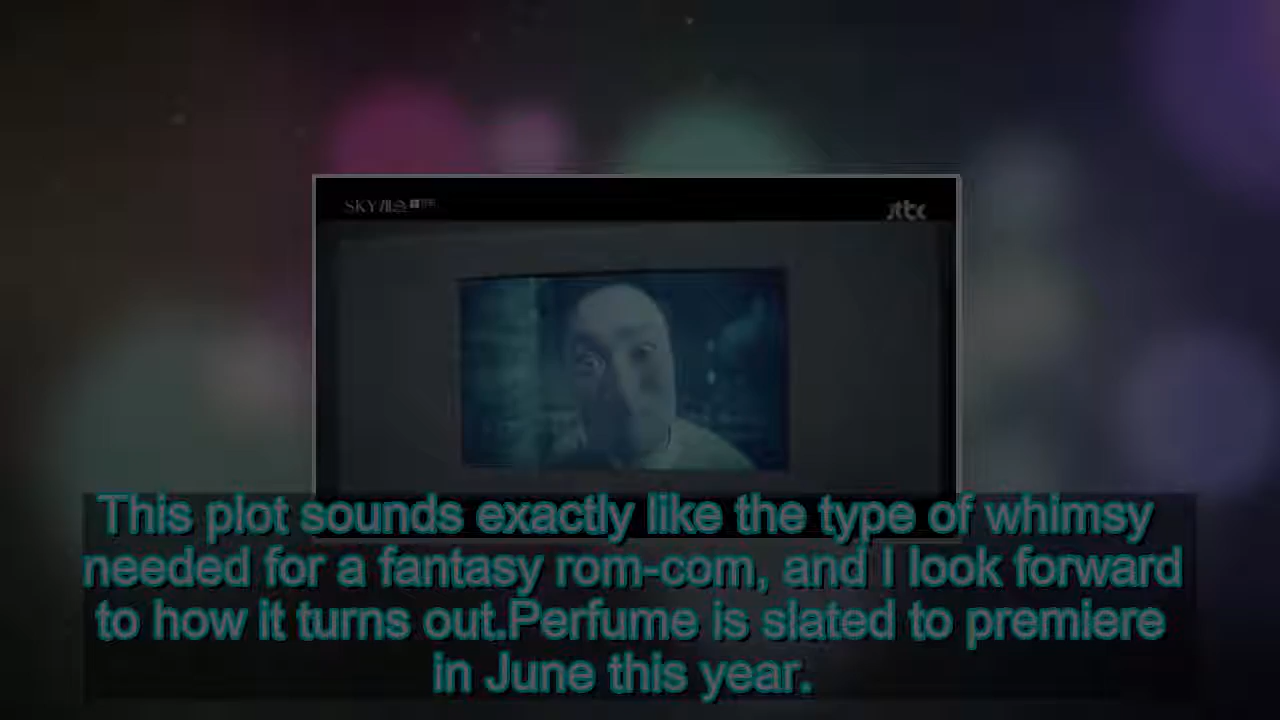 SKY캐슬
jtbc
This plot sounds exactly like the type of whimsy
needed for a fantasy rom-com, and I look forward
to how it turns out.Perfume is slated to premiere
in June this year.